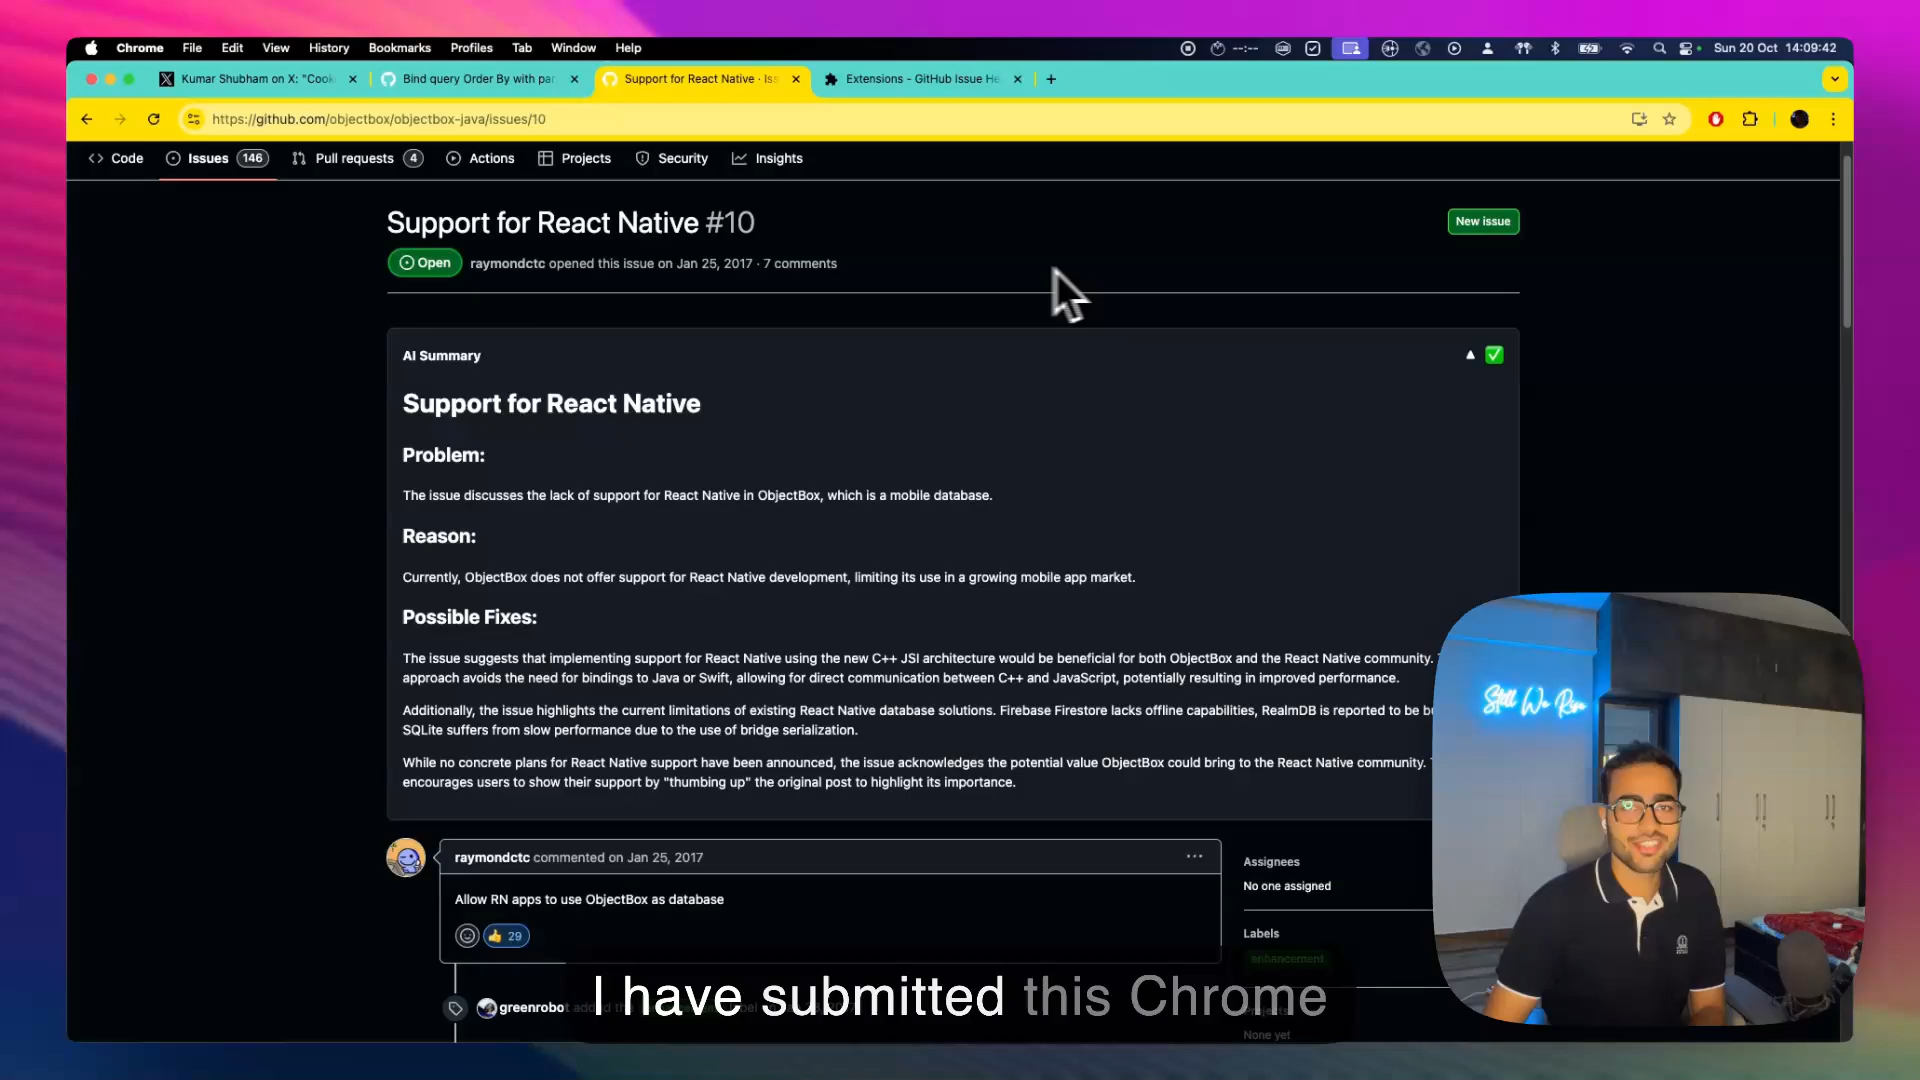 Chrome File Edit View History Bookmarks Profiles Tab Window Help --:-- Sun 20 Oct 14:09:42
Kumar Shubham on X: "Cook
Bind query Order By with par
Support for React Native · Iss
Extensions - GitHub Issue He
https://github.com/objectbox/objectbox-java/issues/10
Code Issues 146 Pull requests 4 Actions Projects Security Insights
Support for React Native #10
New issue
Open raymondctc opened this issue on Jan 25, 2017 · 7 comments
AI Summary
Support for React Native
Problem:
The issue discusses the lack of support for React Native in ObjectBox, which is a mobile database.
Reason:
Currently, ObjectBox does not offer support for React Native development, limiting its use in a growing mobile app market.
Possible Fixes:
The issue suggests that implementing support for React Native using the new C++ JSI architecture would be beneficial for both ObjectBox and the React Native community.
approach avoids the need for bindings to Java or Swift, allowing for direct communication between C++ and JavaScript, potentially resulting in improved performance.
Additionally, the issue highlights the current limitations of existing React Native database solutions. Firebase Firestore lacks offline capabilities, RealmDB is reported to be
SQLite suffers from slow performance due to the use of bridge serialization.
While no concrete plans for React Native support have been announced, the issue acknowledges the potential value ObjectBox could bring to the React Native community.
encourages users to show their support by "thumbing up" the original post to highlight its importance.
Still We Rise
raymondctc commented on Jan 25, 2017
Allow RN apps to use ObjectBox as database
29
Assignees
No one assigned
Labels
enhancement
greenrobot added the
Projects
None yet
I have submitted this Chrome